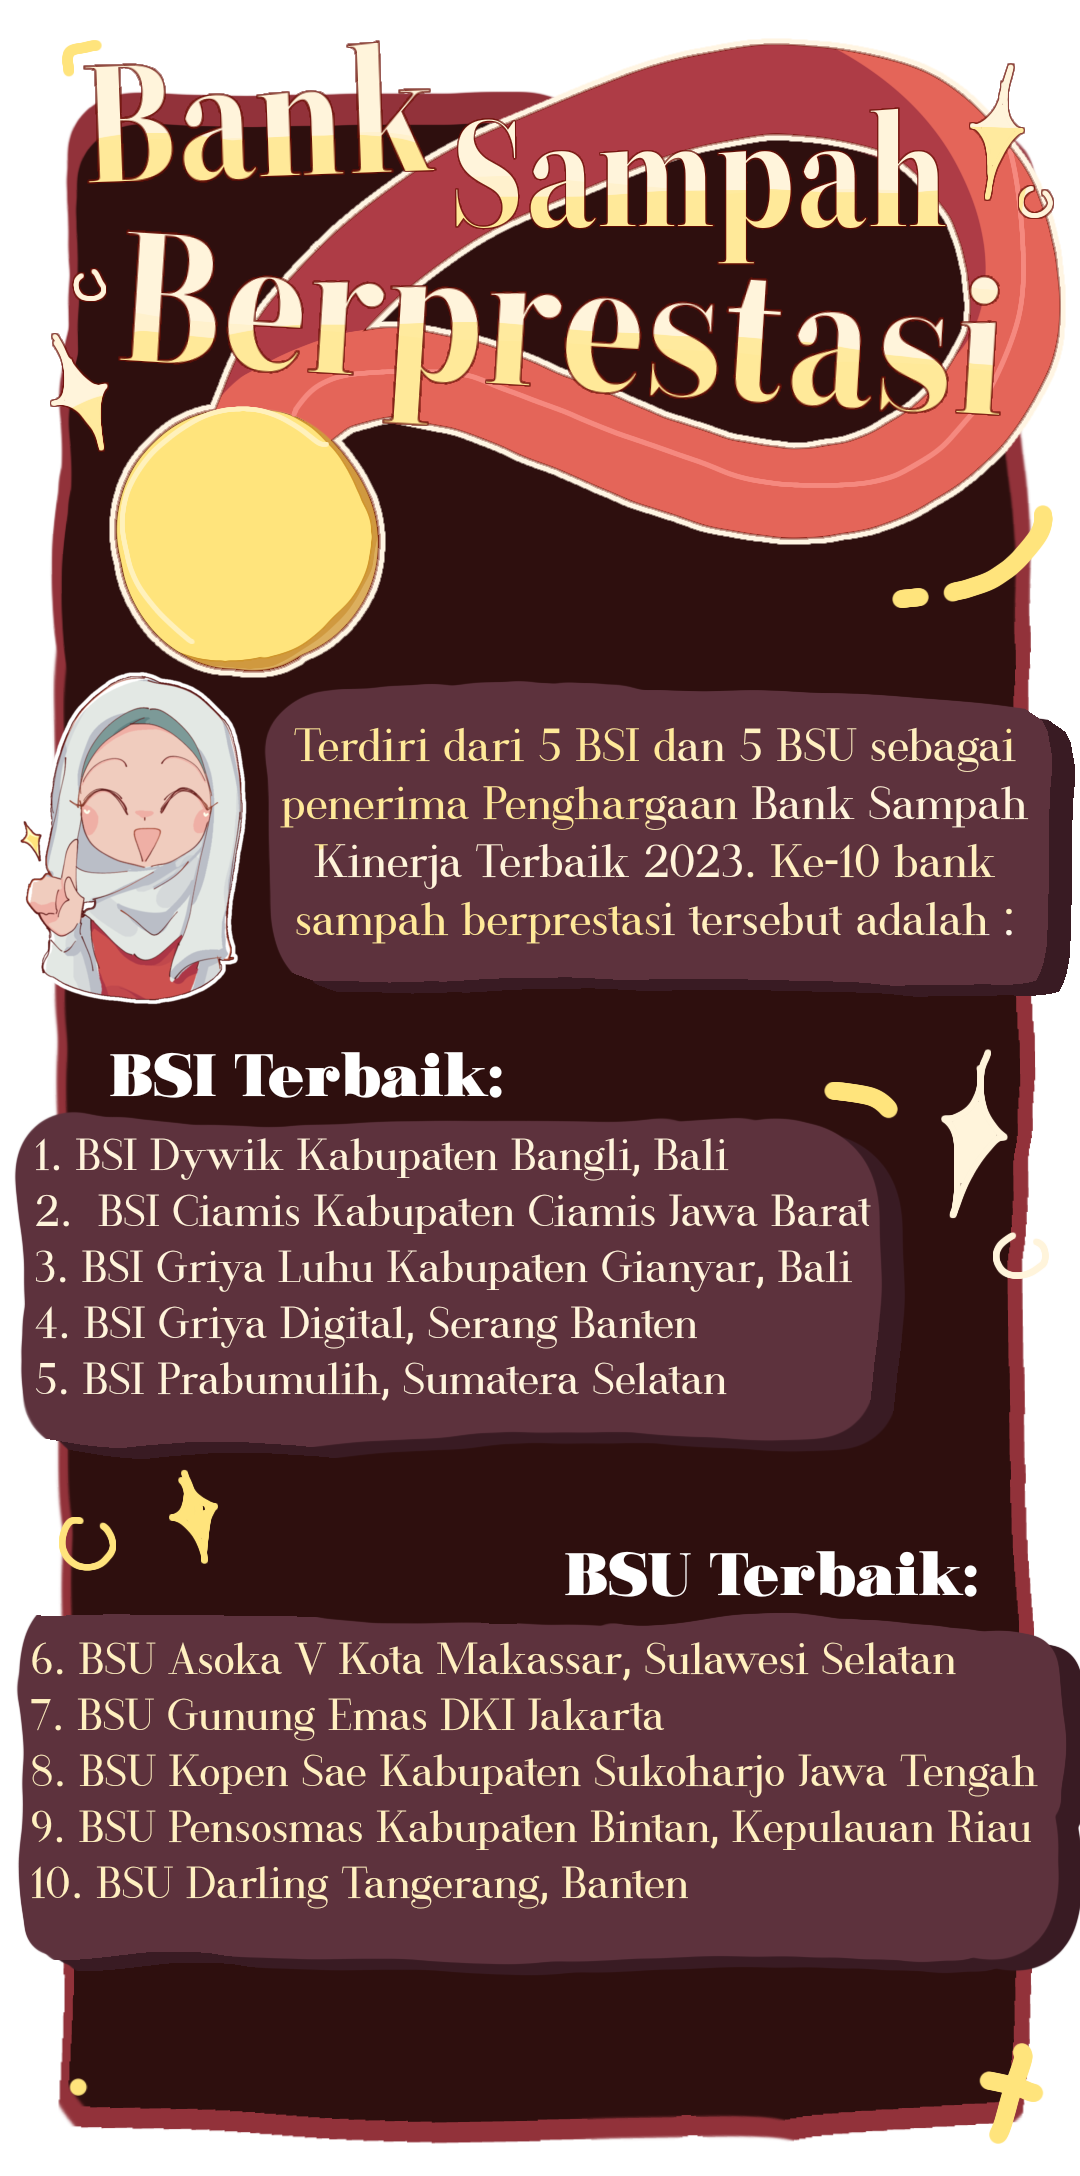 Bank Sampah
Berprestasi
Terdiri dari 5 BSI dan 5 BSU sebagai
penerima Penghargaan Bank Sampah
Kinerja Terbaik 2023. Ke-10 bank
sampah berprestasi tersebut adalah :
BSI Terbaik:
1. BSI Dywik Kabupaten Bangli, Bali
2. BSI Ciamis Kabupaten Ciamis Jawa Barat
3. BSI Griya Luhu Kabupaten Gianyar, Bali
4. BSI Griya Digital, Serang Banten
5. BSI Prabumulih, Sumatera Selatan
BSU Terbaik:
6. BSU Asoka V Kota Makassar, Sulawesi Selatan
7. BSU Gunung Emas DKI Jakarta
8. BSU Kopen Sae Kabupaten Sukoharjo Jawa Tengah
9. BSU Pensosmas Kabupaten Bintan, Kepulauan Riau
10. BSU Darling Tangerang, Banten